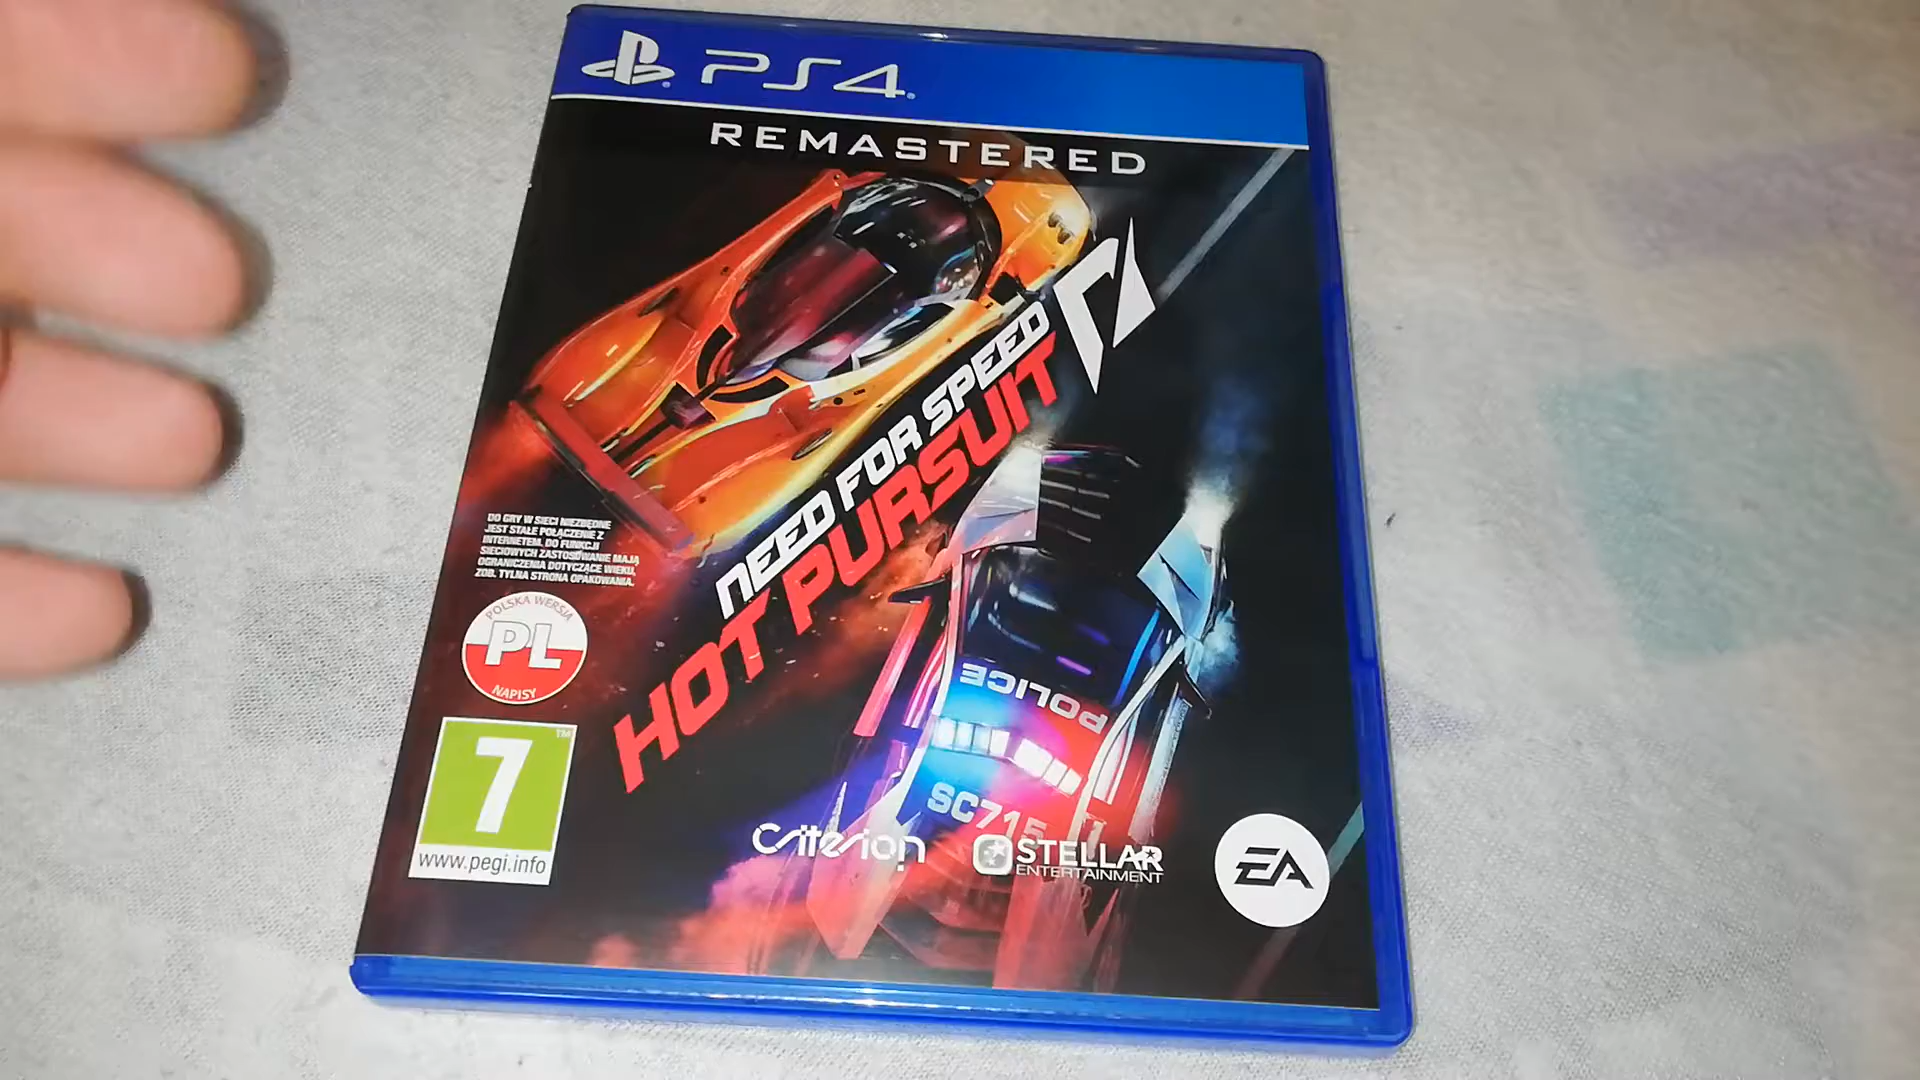 PS4
REMASTERED
NEED FOR SPEED
HOT PURSUIT
DO GRY W SIECI NIEZBĘDNE
JEST STAŁE POŁĄCZENIE Z
INTERNETEM. DO FUNKCJI
SIECIOWYCH ZASTOSOWANIE MAJĄ
OGRANICZENIA DOTYCZĄCE WIEKU,
ZOB. TYLNA STRONA OPAKOWANIA.
POLSKA WERSJA
PL
NAPISY
POLICE
SC715
7
TM
www.pegi.info
criterion
STELLAR
ENTERTAINMENT
EA